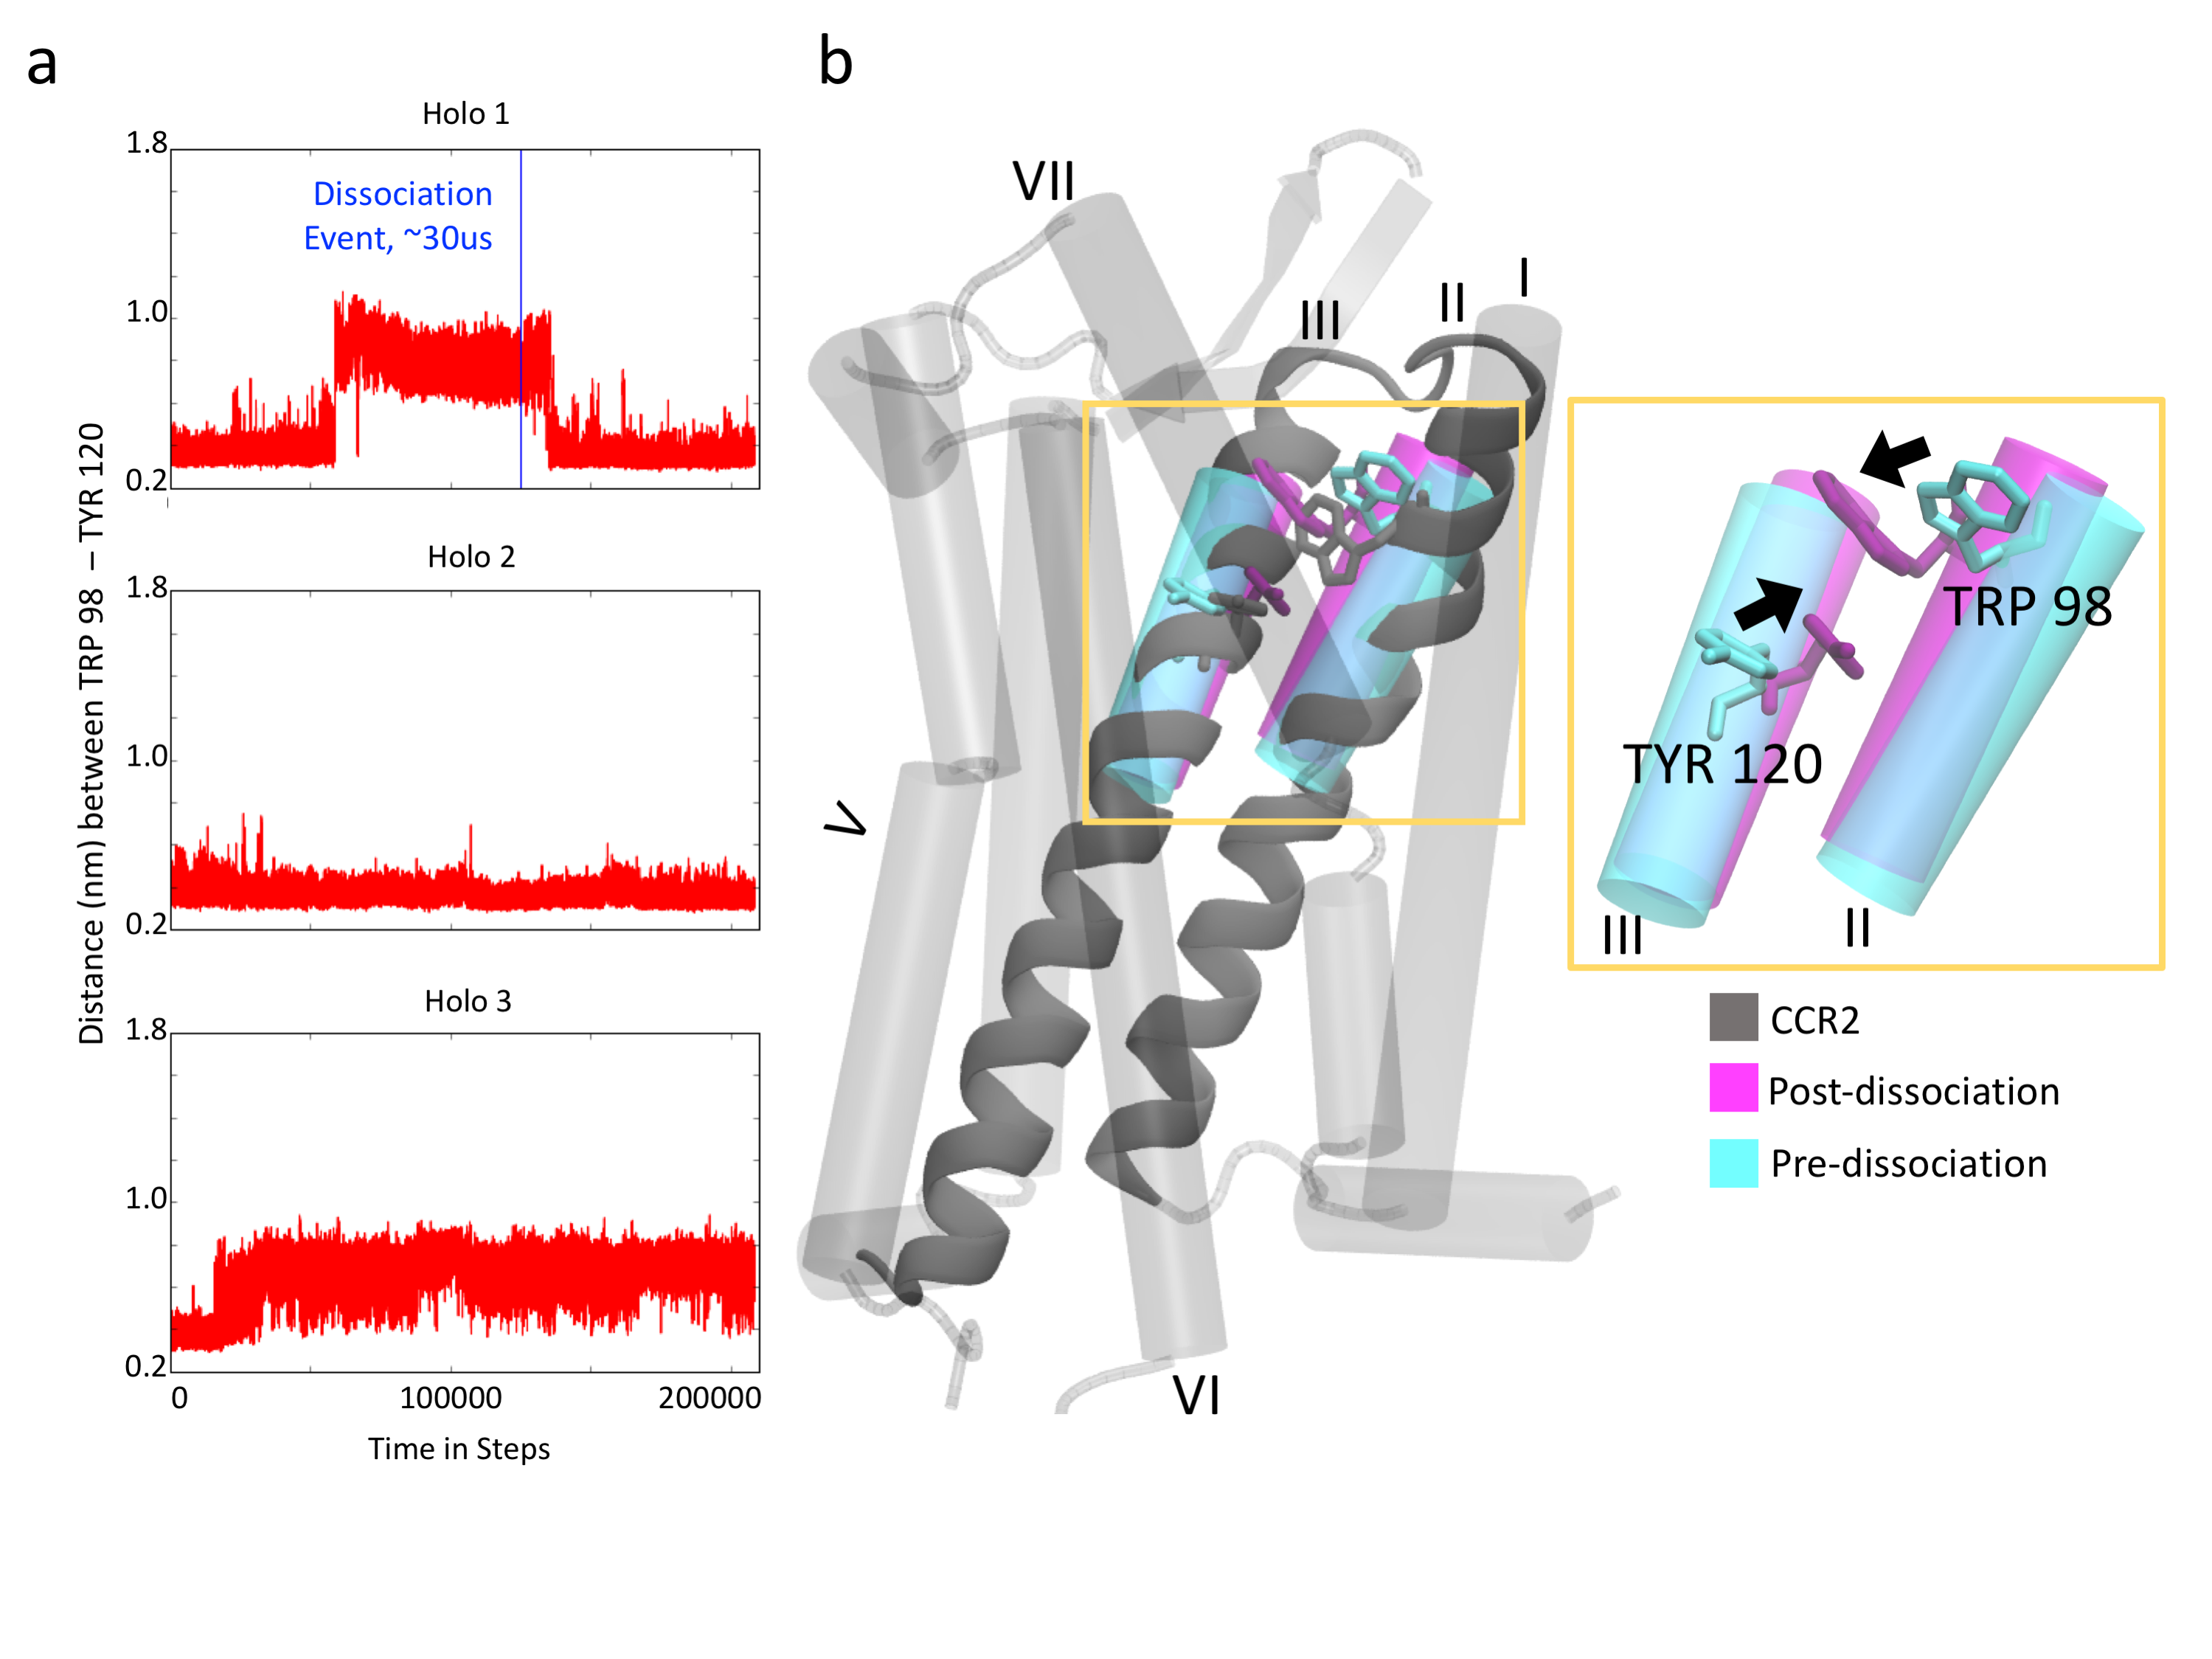 a
Holo 1
1.8
Dissociation
Event, ~30us
1.0
0.2
Holo 2
1.8
1.0
0.2
Holo 3
1.8
1.0
0.2
0 100000 200000
Time in Steps
Distance (nm) between TRP 98 – TYR 120
b
VII
I
II
III
V
VI
TRP 98
TYR 120
III
II
CCR2
Post-dissociation
Pre-dissociation